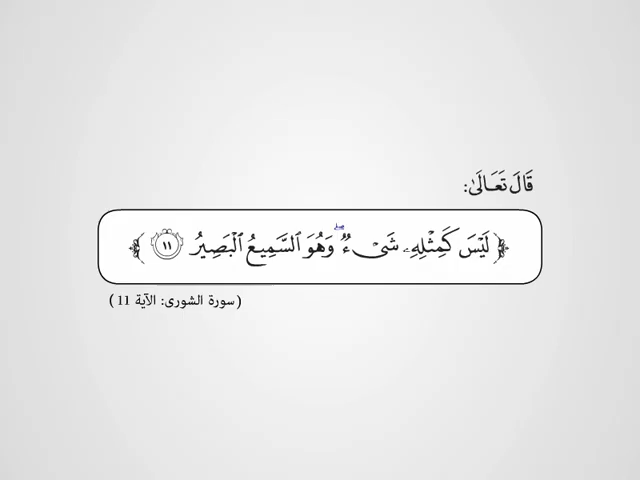 قَالَ تَعَالَىٰ:
﴿ لَيْسَ كَمِثْلِهِۦ شَىْءٌ ۖ وَهُوَ ٱلسَّمِيعُ ٱلْبَصِيرُ ١١ ﴾
(سورة الشورى: الآية 11)